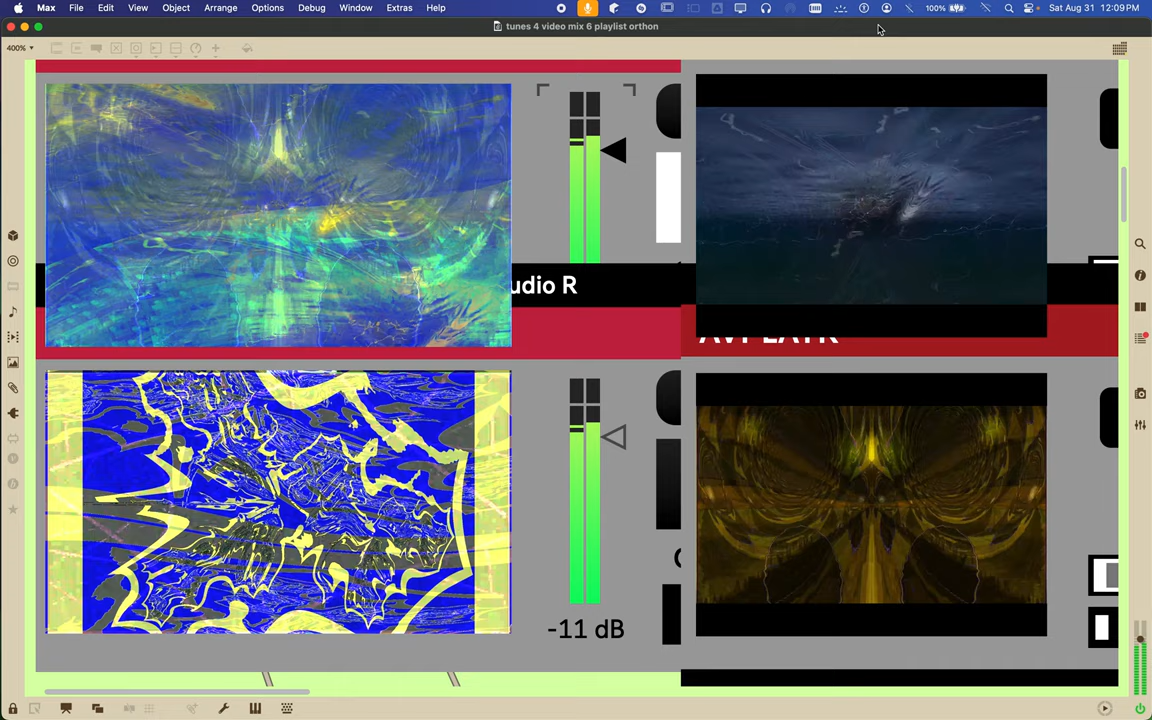 Max File Edit View Object Arrange Options Debug Window Extras Help 100% Sat Aug 31 12:09 PM
tunes 4 video mix 6 playlist orthon
400%
udio R
-11 dB